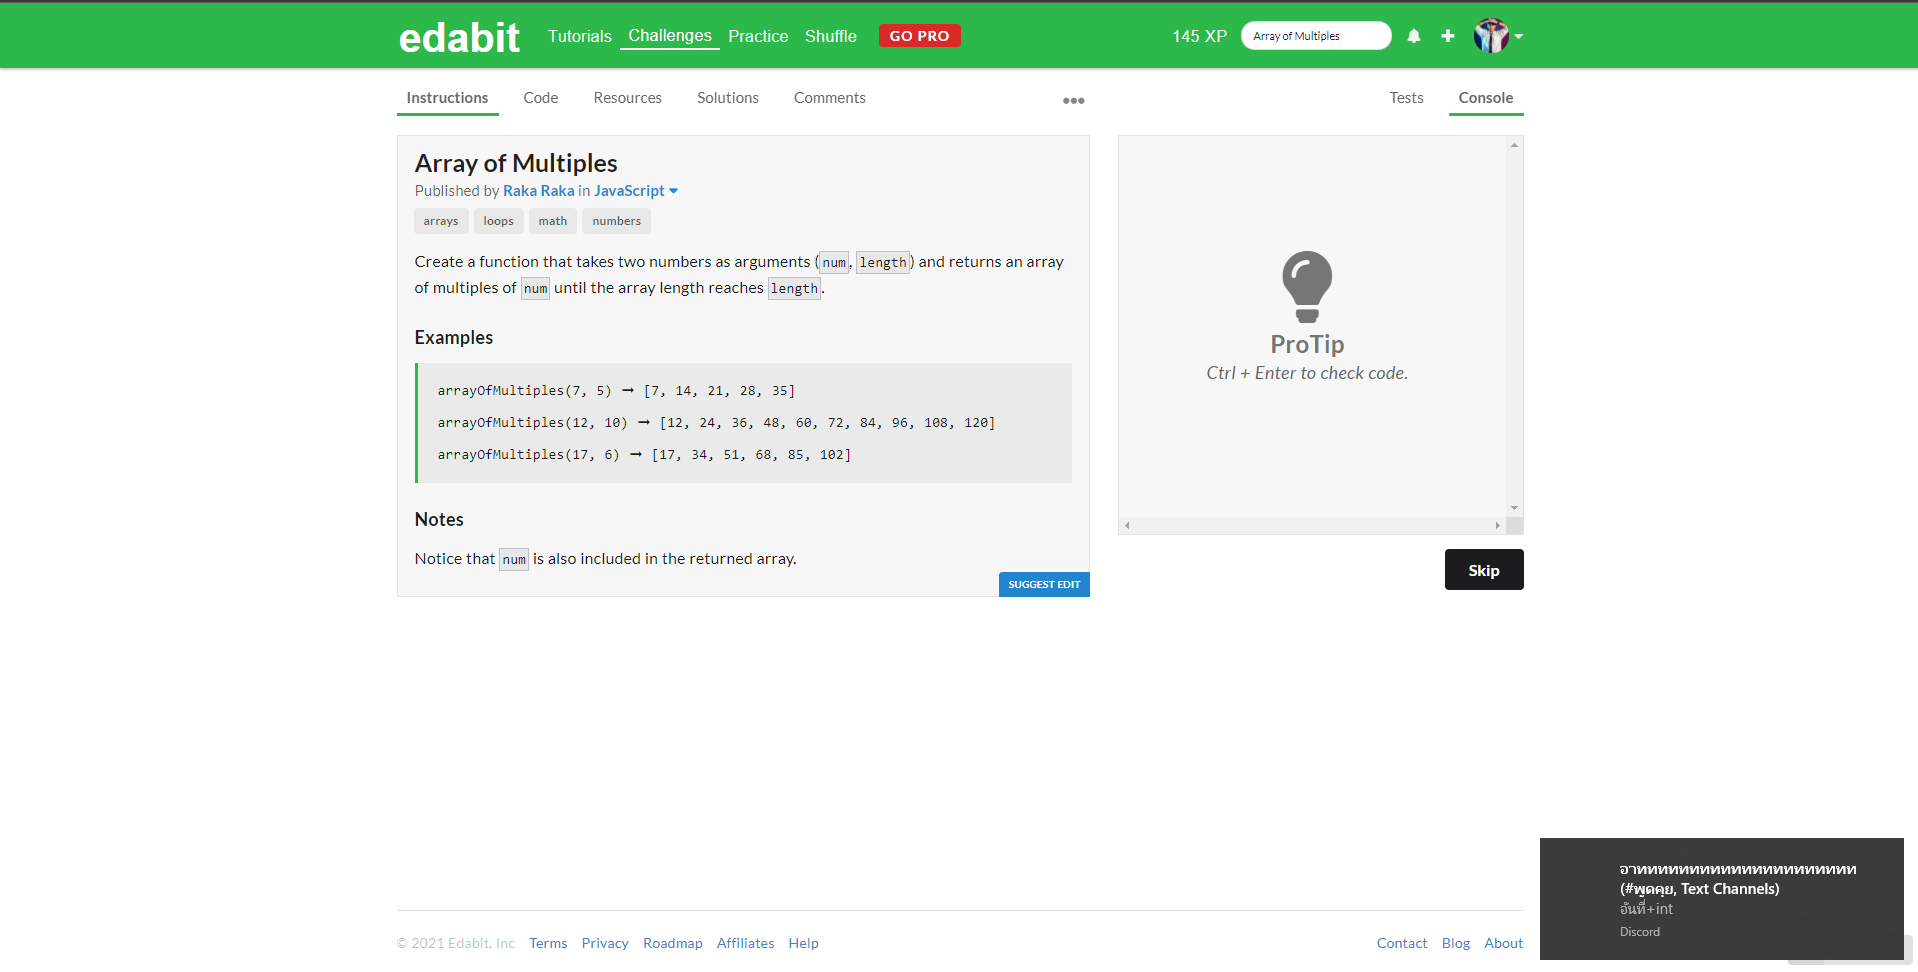 edabit Tutorials Challenges Practice Shuffle GO PRO 145 XP Array of Multiples
Instructions Code Resources Solutions Comments Tests Console
Array of Multiples
Published by Raka Raka in JavaScript
arrays loops math numbers
Create a function that takes two numbers as arguments (num, length) and returns an array
of multiples of num until the array length reaches length.
Examples
arrayOfMultiples(7, 5) ➞ [7, 14, 21, 28, 35]
arrayOfMultiples(12, 10) ➞ [12, 24, 36, 48, 60, 72, 84, 96, 108, 120]
arrayOfMultiples(17, 6) ➞ [17, 34, 51, 68, 85, 102]
Notes
Notice that num is also included in the returned array.
SUGGEST EDIT
ProTip
Ctrl + Enter to check code.
Skip
© 2021 Edabit, Inc Terms Privacy Roadmap Affiliates Help Contact Blog About
อาททททททททททททททททททททท
(#พูดคุย, Text Channels)
อันที่+int
Discord